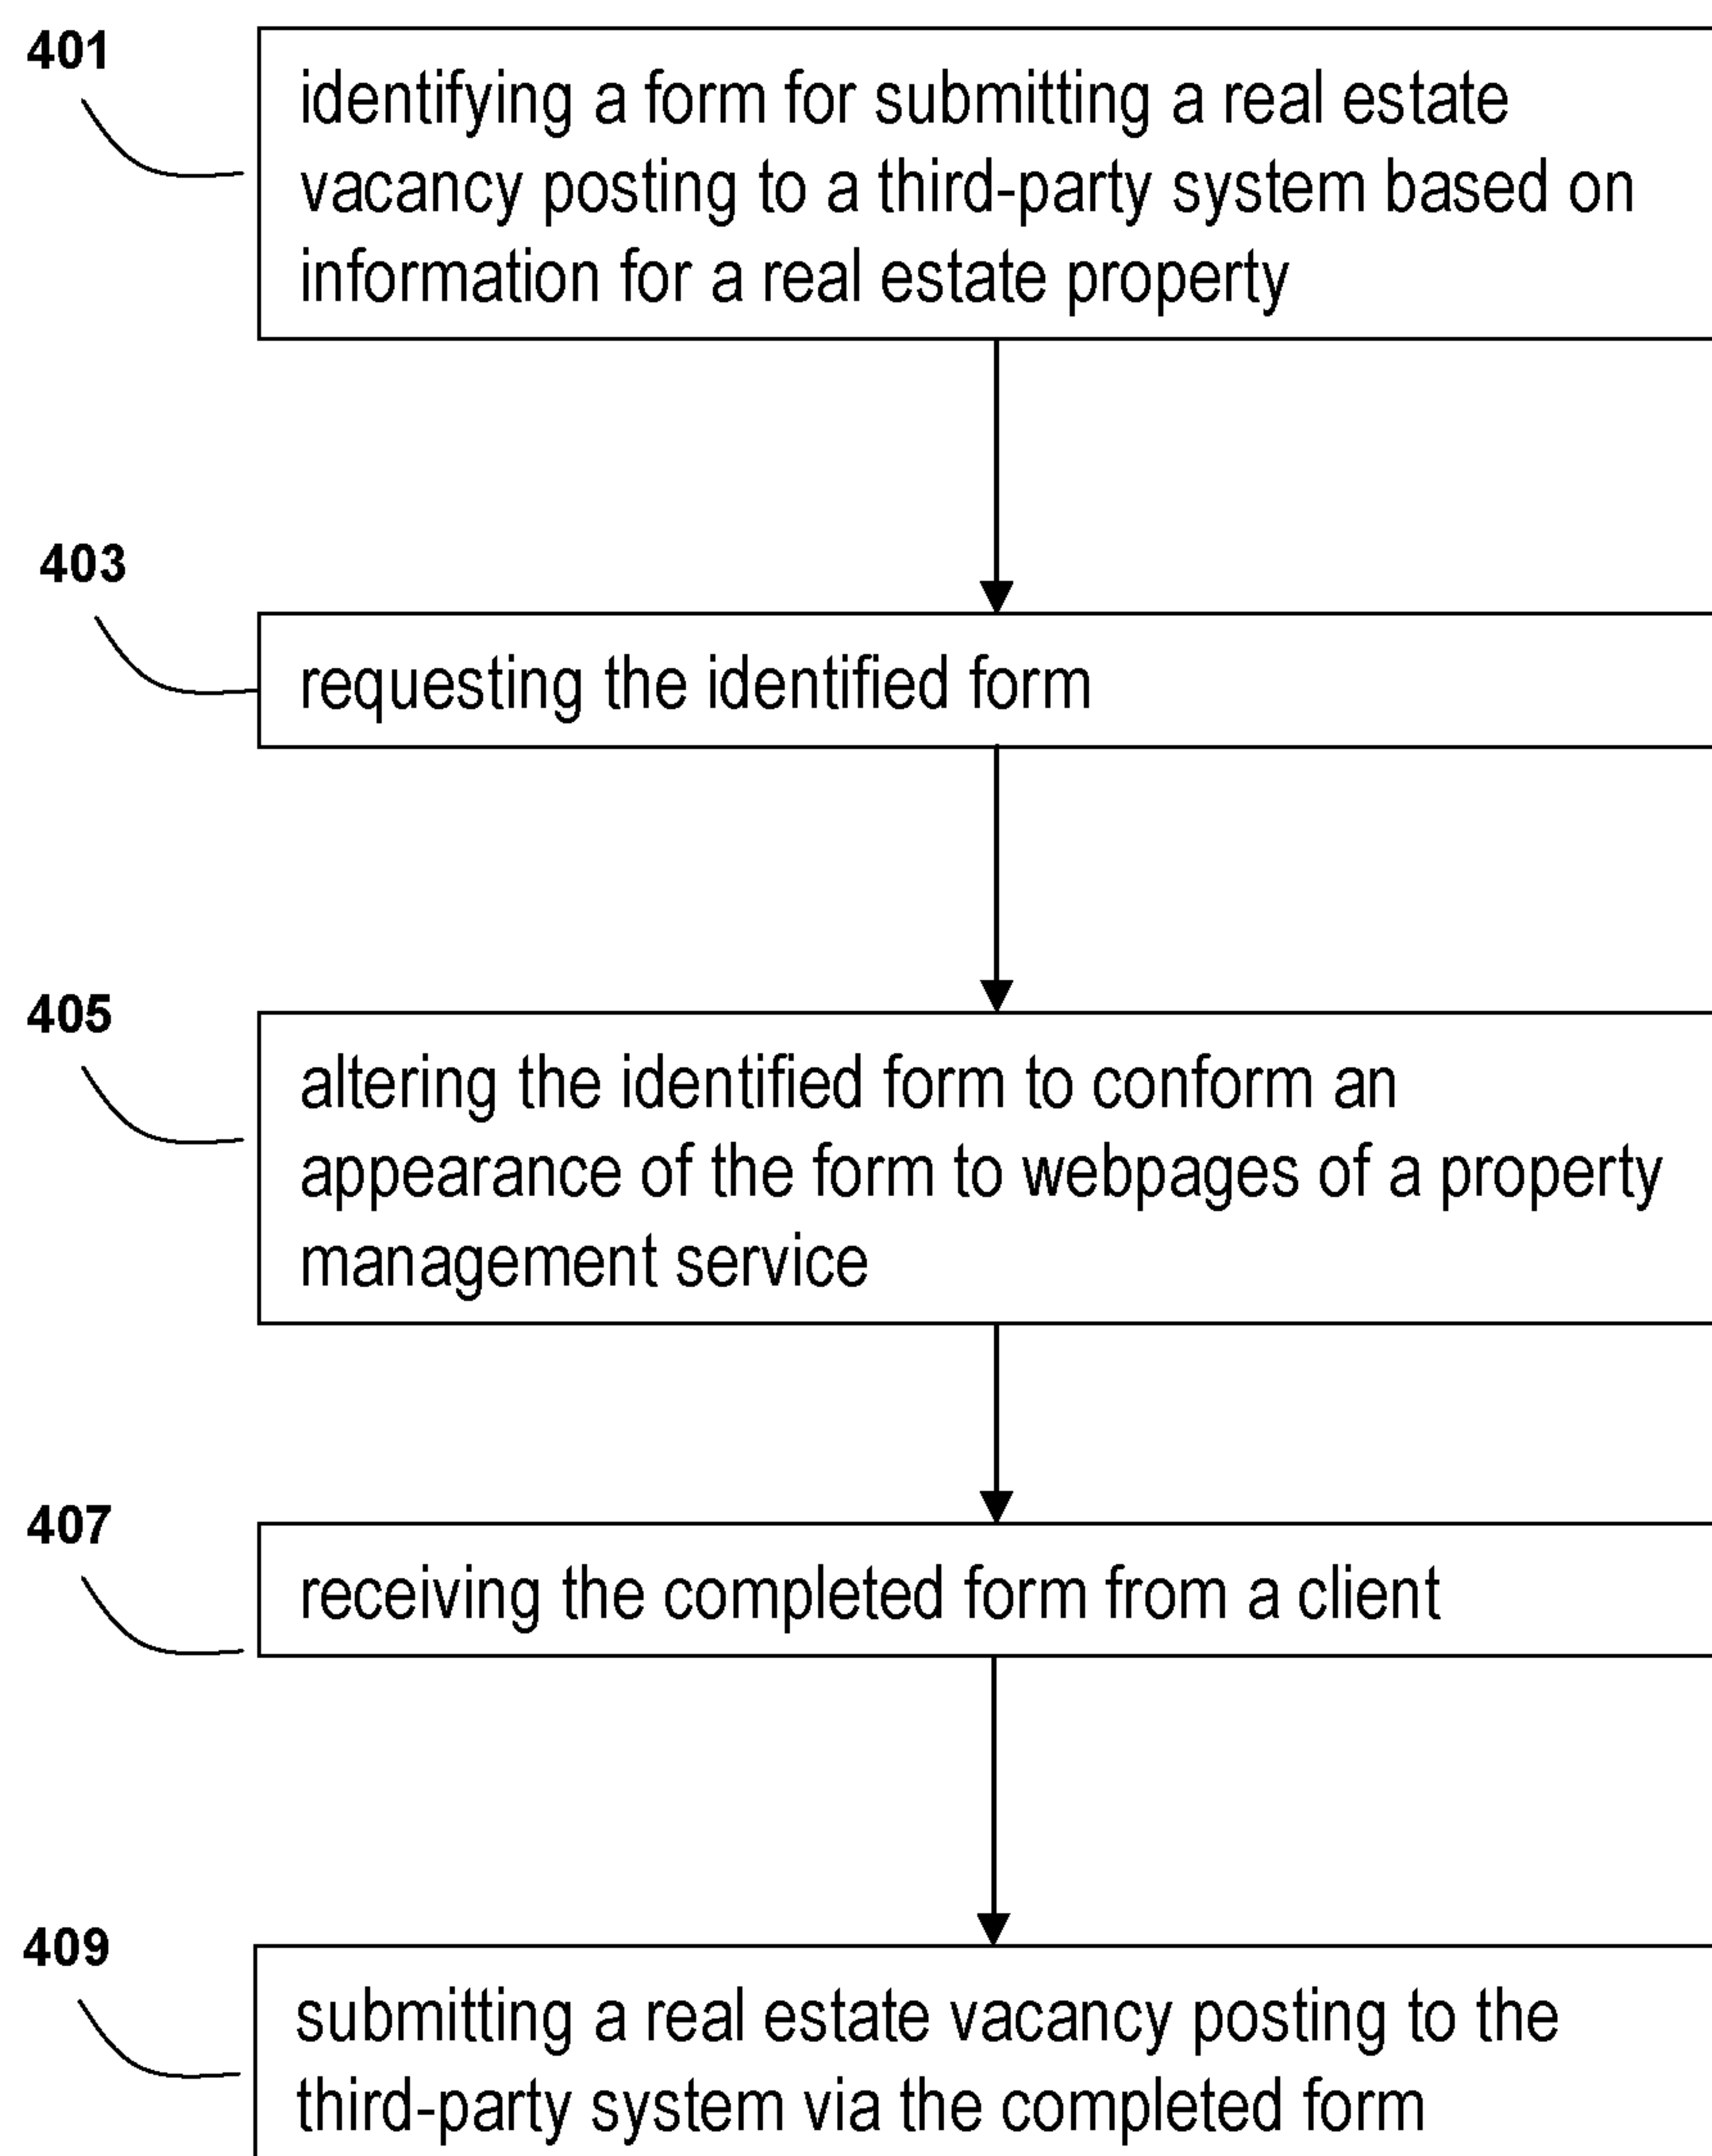 401
identifying a form for submitting a real estate
vacancy posting to a third-party system based on
information for a real estate property
403
requesting the identified form
405
altering the identified form to conform an
appearance of the form to webpages of a property
management service
407
receiving the completed form from a client
409
submitting a real estate vacancy posting to the
third-party system via the completed form